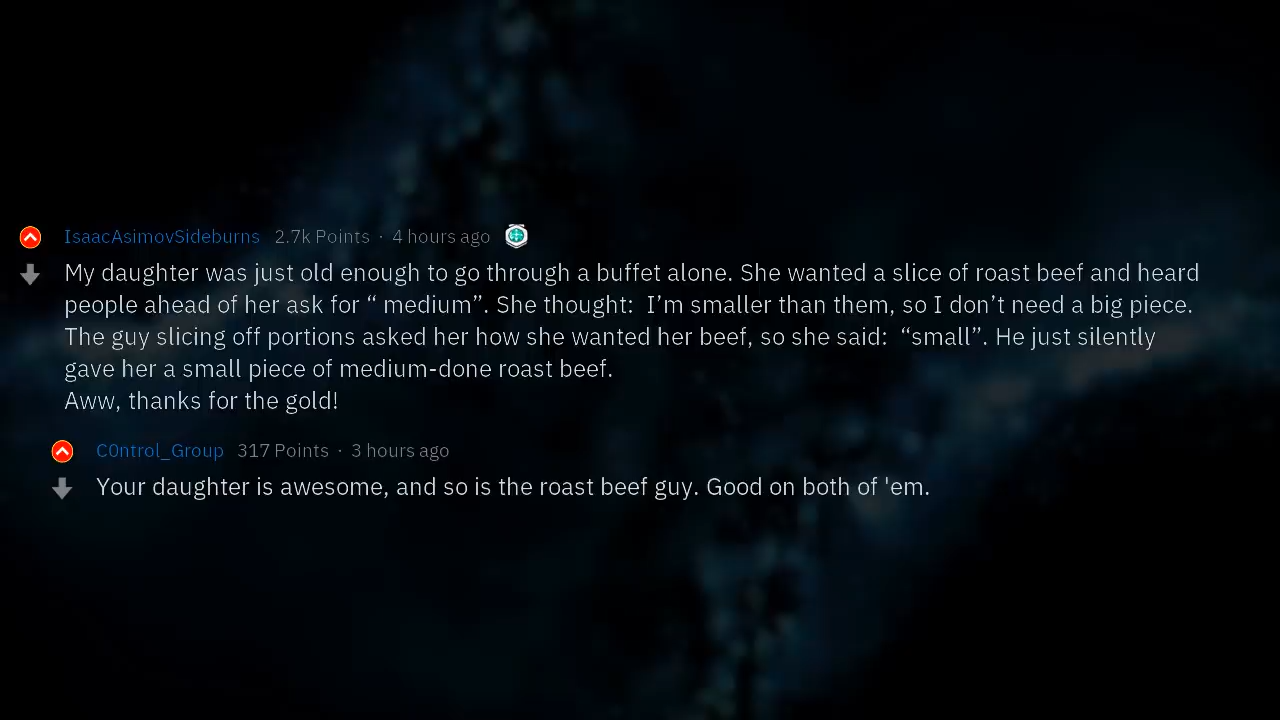 IsaacAsimovSideburns 2.7k Points · 4 hours ago
My daughter was just old enough to go through a buffet alone. She wanted a slice of roast beef and heard
people ahead of her ask for “ medium”. She thought:  I’m smaller than them, so I don’t need a big piece.
The guy slicing off portions asked her how she wanted her beef, so she said:  “small”. He just silently
gave her a small piece of medium-done roast beef.
Aww, thanks for the gold!
C0ntrol_Group 317 Points · 3 hours ago
Your daughter is awesome, and so is the roast beef guy. Good on both of 'em.